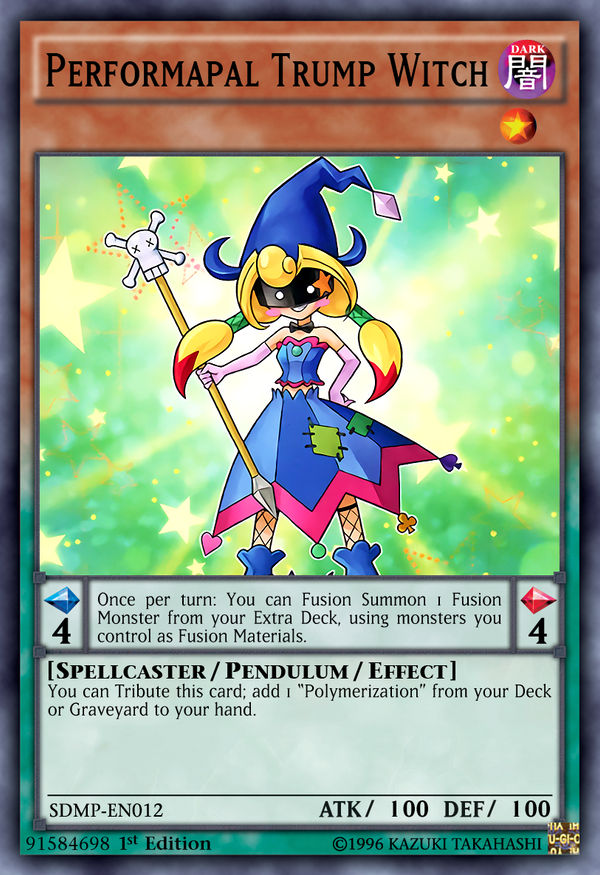 PERFORMAPAL TRUMP WITCH
DARK
闇
Once per turn: You can Fusion Summon 1 Fusion
Monster from your Extra Deck, using monsters you
control as Fusion Materials.
4
4
[SPELLCASTER / PENDULUM / EFFECT]
You can Tribute this card; add 1 "Polymerization" from your Deck
or Graveyard to your hand.
SDMP-EN012
ATK/ 100 DEF/ 100
91584698 1st Edition
©1996 KAZUKI TAKAHASHI
U-GI-O